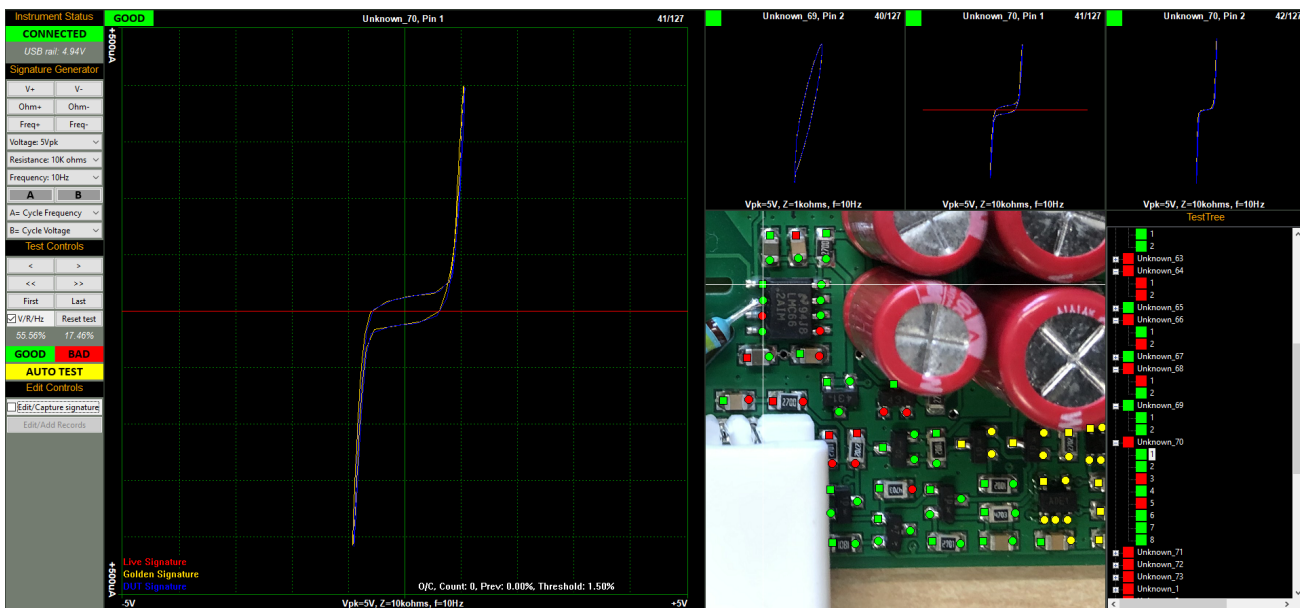 Instrument Status
CONNECTED
USB rail: 4.94V
Signature Generator
V+ V-
Ohm+ Ohm-
Freq+ Freq-
Voltage: 5Vpk
Resistance: 10K ohms
Frequency: 10Hz
A B
A= Cycle Frequency
B= Cycle Voltage
Test Controls
< >
<< >>
First Last
V/R/Hz Reset test
55.56% 17.46%
GOOD BAD
AUTO TEST
Edit Controls
Edit/Capture signature
Edit/Add Records
GOOD Unknown_70, Pin 1 41/127
+500uA
Live Signature
Golden Signature
DUT Signature
O/C, Count: 0, Prev: 0.00%, Threshold: 1.50%
+500uA
-5V Vpk=5V, Z=10kohms, f=10Hz +5V
Unknown_69, Pin 2 40/127
Vpk=5V, Z=1kohms, f=10Hz
Unknown_70, Pin 1 41/127
Vpk=5V, Z=10kohms, f=10Hz
Unknown_70, Pin 2 42/127
Vpk=5V, Z=10kohms, f=10Hz
LMC66
2AIM
2700
431
4703
TestTree
1
2
Unknown_63
Unknown_64
1
2
Unknown_65
Unknown_66
1
2
Unknown_67
Unknown_68
1
2
Unknown_69
1
2
Unknown_70
1
2
3
4
5
6
7
8
Unknown_71
Unknown_72
Unknown_73
Unknown_1